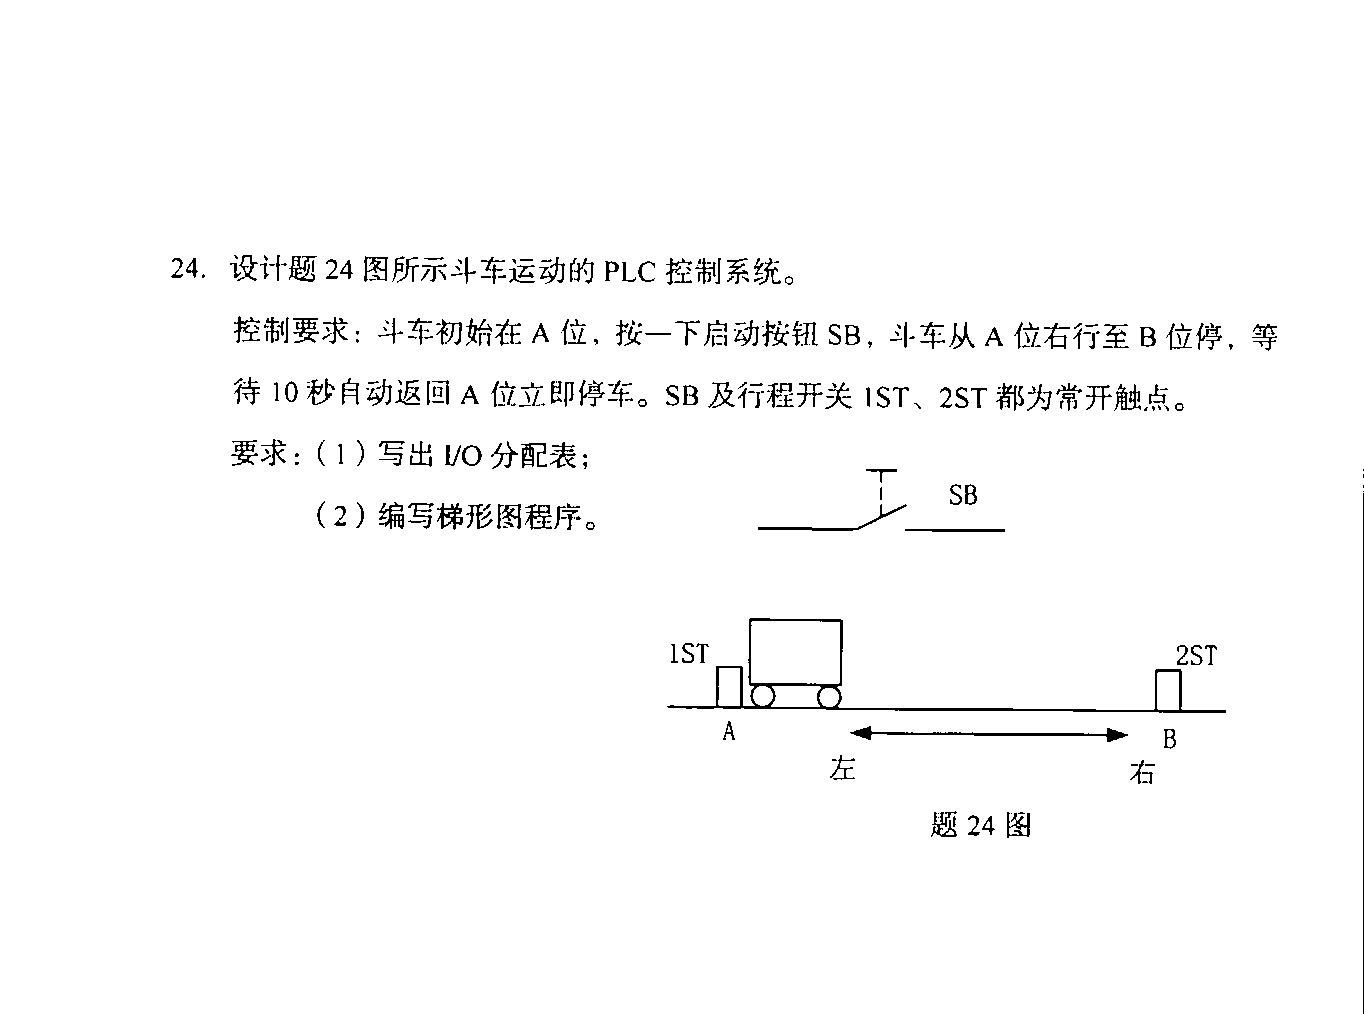 24. 设计题 24 图所示斗车运动的 PLC 控制系统。
控制要求: 斗车初始在 A 位, 按一下启动按钮 SB, 斗车从 A 位右行至 B 位停, 等
待 10 秒自动返回 A 位立即停车。SB 及行程开关 1ST、2ST 都为常开触点。
要求:(1)写出 I/O 分配表;
(2)编写梯形图程序。
SB
1ST
2ST
A
B
左
右
题 24 图